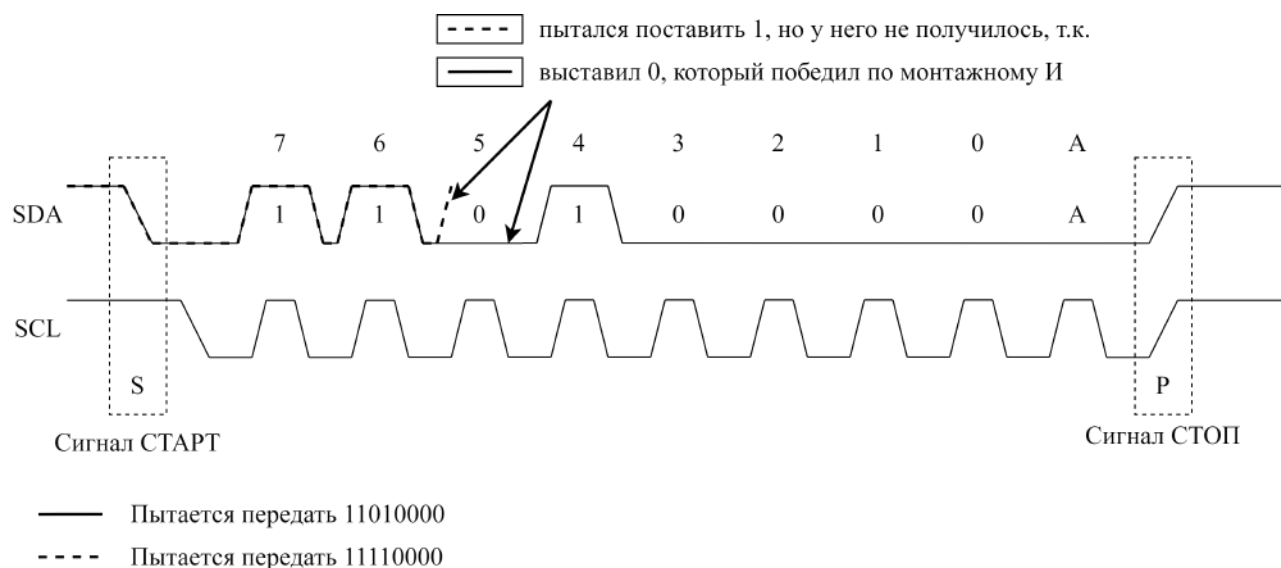 пытался поставить 1, но у него не получилось, т.к.
выставил 0, который победил по монтажному И
7 6 5 4 3 2 1 0 A
SDA 1 1 0 1 0 0 0 0 A
SCL
S P
Сигнал СТАРТ Сигнал СТОП
Пытается передать 11010000
Пытается передать 11110000